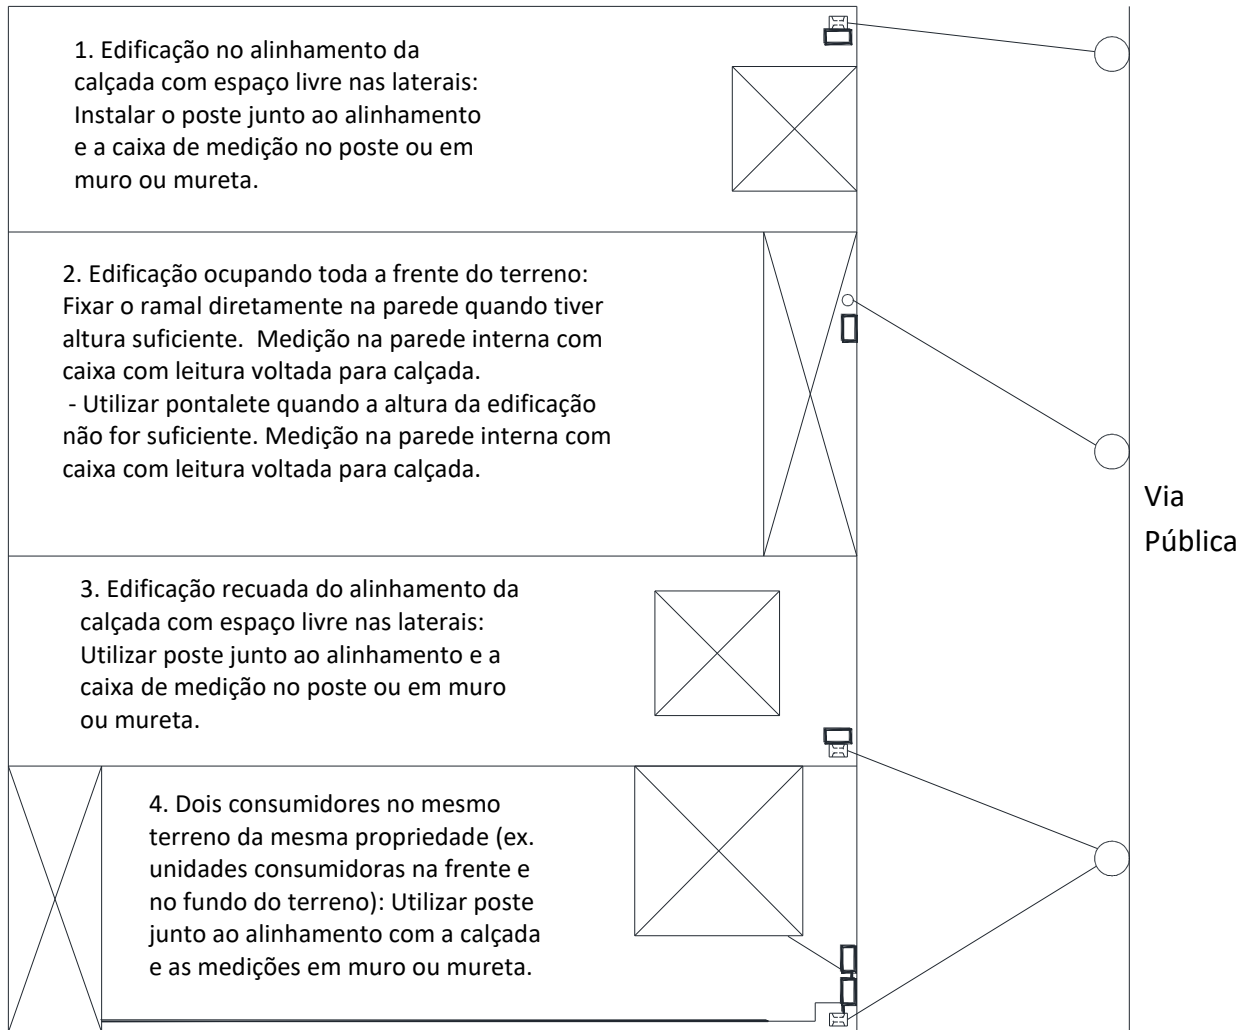 1. Edificação no alinhamento da
calçada com espaço livre nas laterais:
Instalar o poste junto ao alinhamento
e a caixa de medição no poste ou em
muro ou mureta.
2. Edificação ocupando toda a frente do terreno:
Fixar o ramal diretamente na parede quando tiver
altura suficiente.  Medição na parede interna com
caixa com leitura voltada para calçada.
- Utilizar pontalete quando a altura da edificação
não for suficiente. Medição na parede interna com
caixa com leitura voltada para calçada.
Via
Pública
3. Edificação recuada do alinhamento da
calçada com espaço livre nas laterais:
Utilizar poste junto ao alinhamento e a
caixa de medição no poste ou em muro
ou mureta.
4. Dois consumidores no mesmo
terreno da mesma propriedade (ex.
unidades consumidoras na frente e
no fundo do terreno): Utilizar poste
junto ao alinhamento com a calçada
e as medições em muro ou mureta.